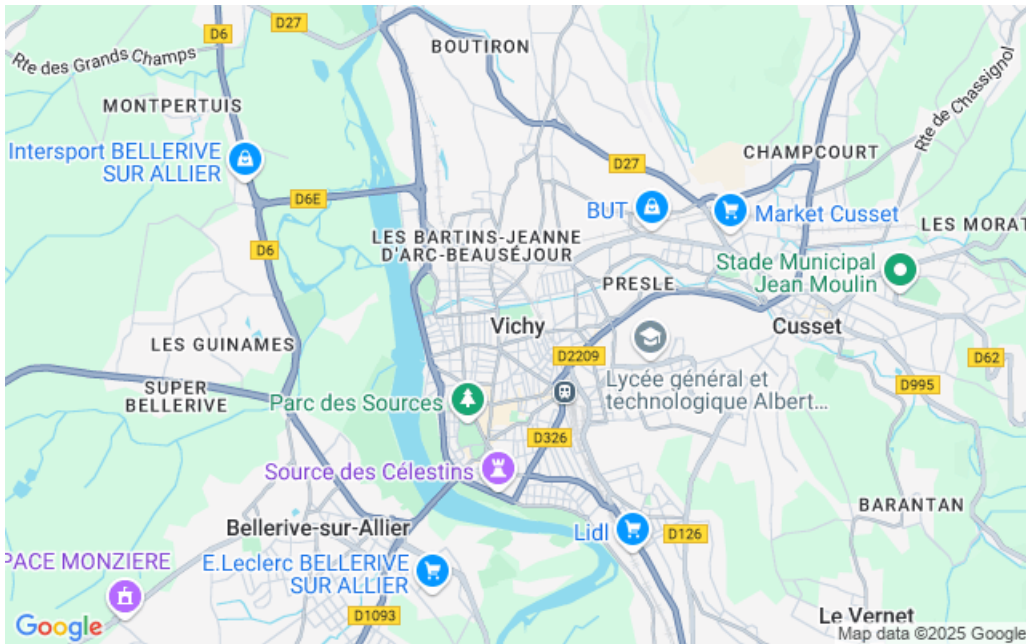 D6
D27
BOUTIRON
Rte des Grands Champs
MONTPERTUIS
Rte de Chassignol
Intersport BELLERIVE
SUR ALLIER
D27
CHAMPCOURT
D6E
BUT
Market Cusset
LES MORAT
D6
LES BARTINS-JEANNE
D'ARC-BEAUSÉJOUR
Stade Municipal
Jean Moulin
PRESLE
Vichy
Cusset
LES GUINAMES
D2209
D62
SUPER
BELLERIVE
Lycée général et
technologique Albert...
D995
Parc des Sources
D326
Source des Célestins
BARANTAN
Bellerive-sur-Allier
Lidl
D126
PACE MONZIERE
E.Leclerc BELLERIVE
SUR ALLIER
D1093
Le Vernet
Google
Map data ©2025 Google